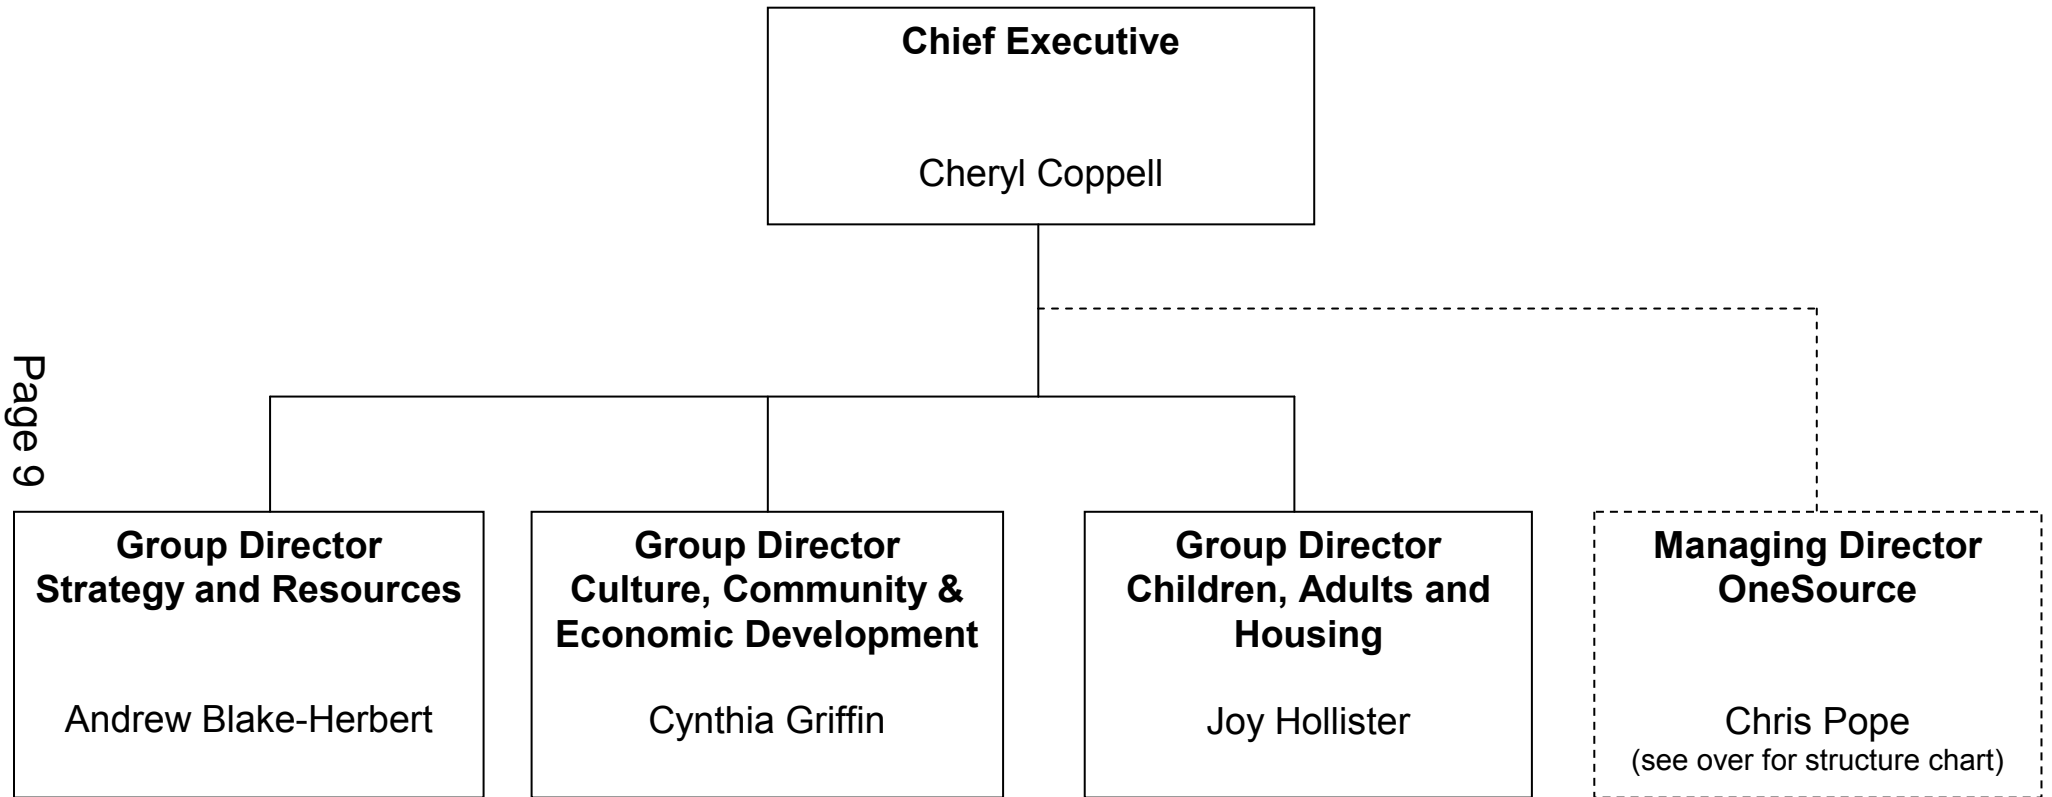 Chief Executive
Cheryl Coppell
Page 9
Group Director
Strategy and Resources
Andrew Blake-Herbert
Group Director
Culture, Community &
Economic Development
Cynthia Griffin
Group Director
Children, Adults and
Housing
Joy Hollister
Managing Director
OneSource
Chris Pope
(see over for structure chart)